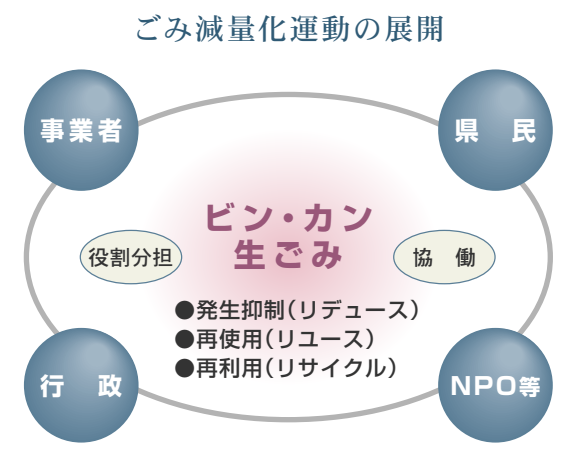 ごみ減量化運動の展開
事業者
県　民
ビン・カン
生ごみ
役割分担
協　働
●発生抑制(リデュース)
●再使用(リユース)
●再利用(リサイクル)
行　政
NPO等